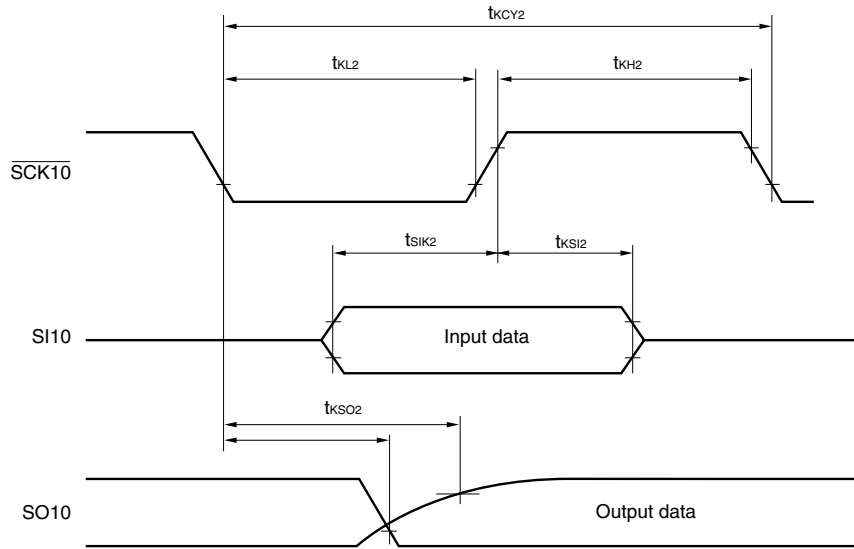 tKCY2
tKL2
tKH2
SCK10
tSIK2
tKSI2
SI10
Input data
tKSO2
SO10
Output data